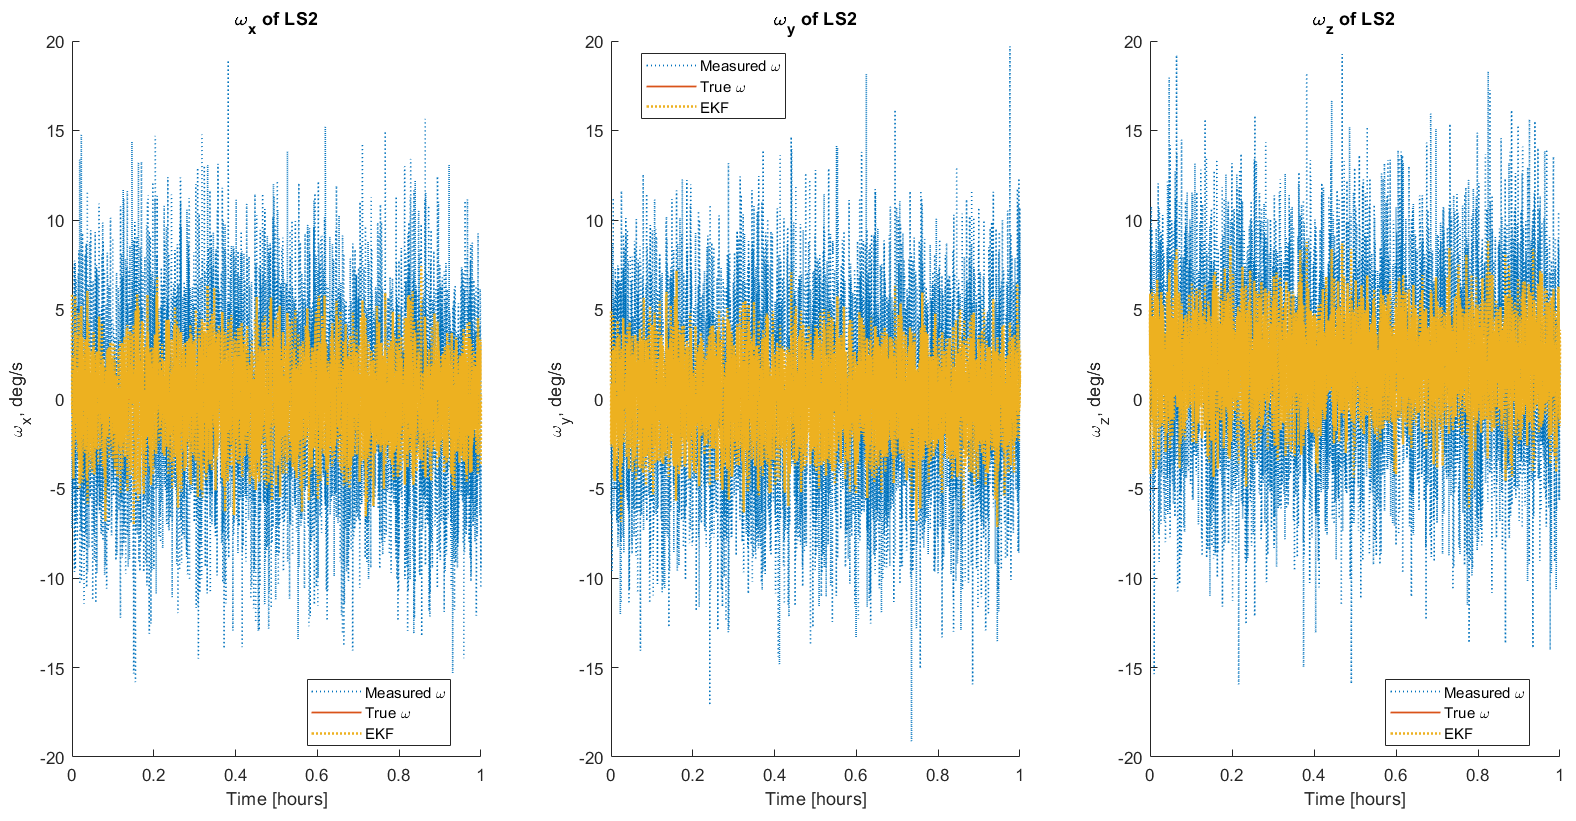 ωx of LS2
20
15
10
5
0
-5
-10
-15
-20
ωx, deg/s
Measured ω
True ω
EKF
0
0.2
0.4
0.6
0.8
1
Time [hours]
ωy of LS2
20
15
10
5
0
-5
-10
-15
-20
ωy, deg/s
Measured ω
True ω
EKF
0
0.2
0.4
0.6
0.8
1
Time [hours]
ωz of LS2
20
15
10
5
0
-5
-10
-15
-20
ωz, deg/s
Measured ω
True ω
EKF
0
0.2
0.4
0.6
0.8
1
Time [hours]